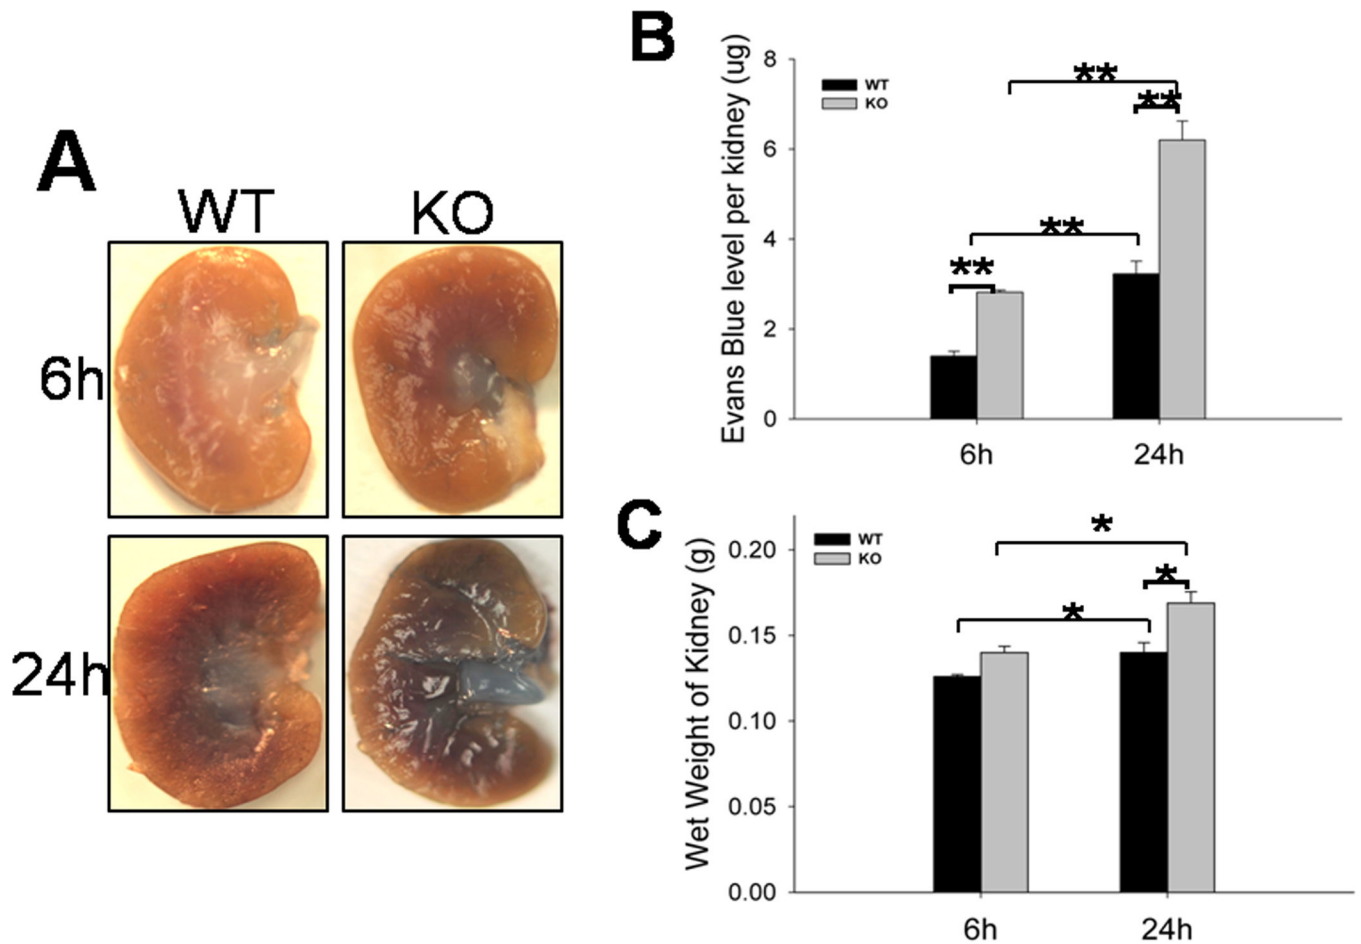 A
WT KO
6h
24h
B
Evans Blue level per kidney (ug)
8
6
4
2
0
WT
KO
**
**
**
**
6h 24h
C
Wet Weight of Kidney (g)
0.20
0.15
0.10
0.05
0.00
WT
KO
*
*
*
6h 24h